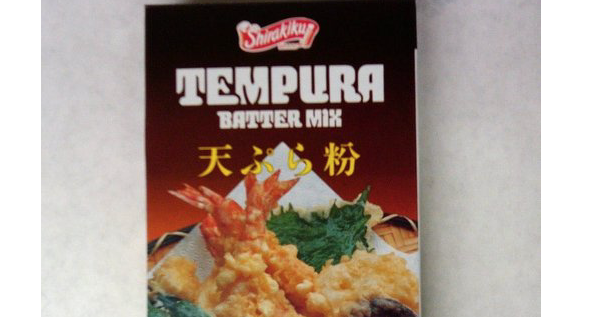 Shirakiku
TEMPURA
BATTER MIX
天ぷら粉